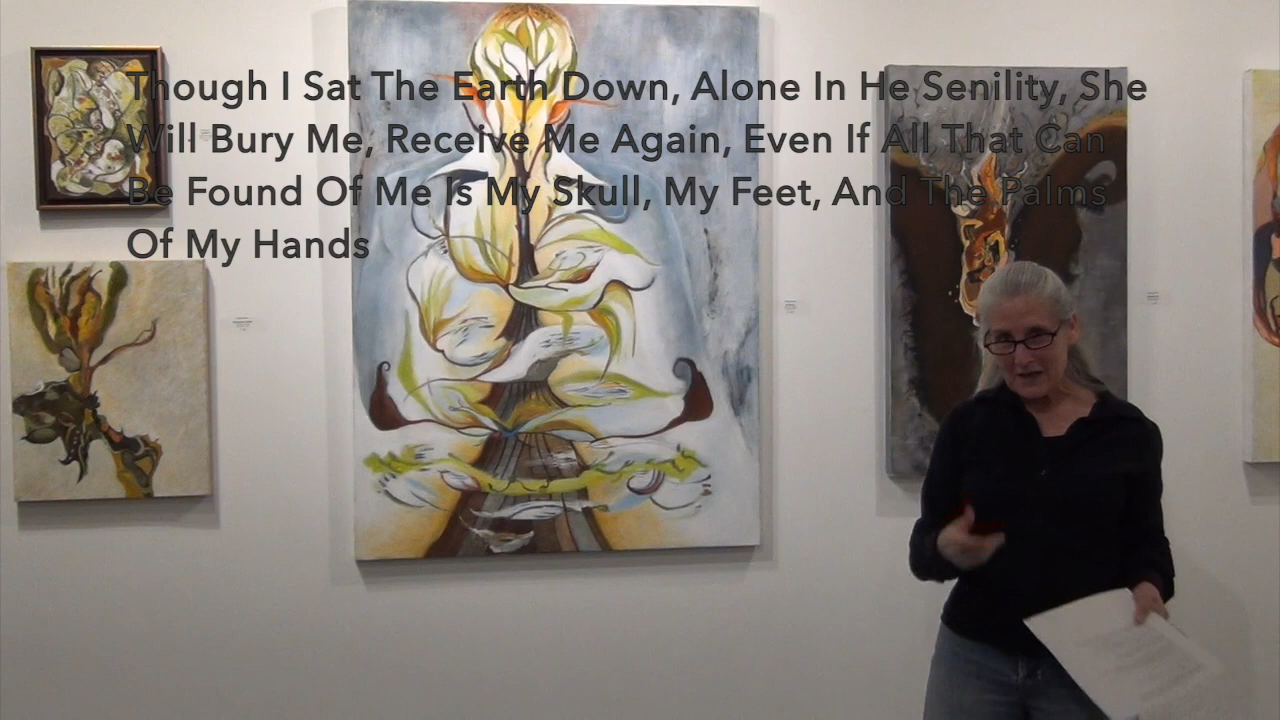 Though I Sat The Earth Down, Alone In He Senility, She
Will Bury Me, Receive Me Again, Even If All That Can
Be Found Of Me Is My Skull, My Feet, And The Palms
Of My Hands